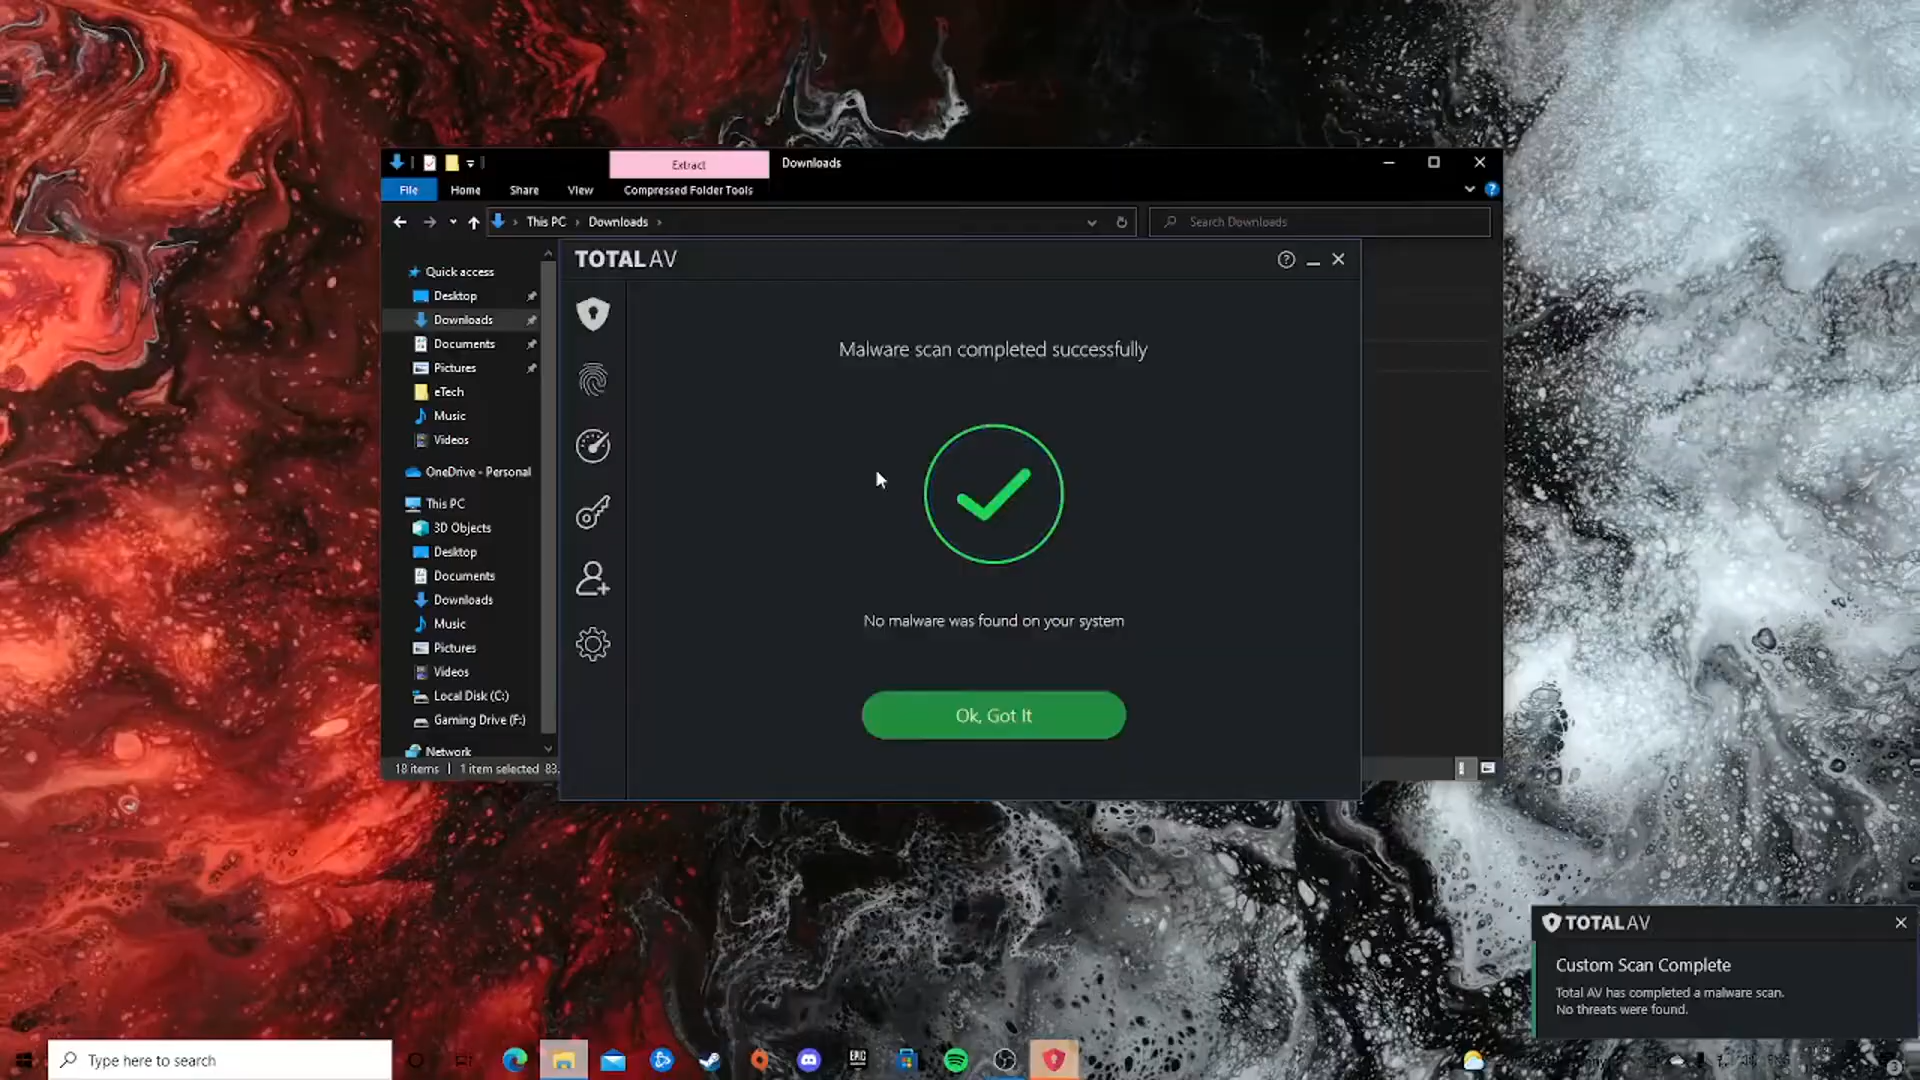 Extract
Downloads
File
Home
Share
View
Compressed Folder Tools
This PC
Downloads
Search Downloads
TOTALAV
Quick access
Desktop
Downloads
Documents
Pictures
eTech
Music
Videos
OneDrive - Personal
This PC
3D Objects
Desktop
Documents
Downloads
Music
Pictures
Videos
Local Disk (C:)
Gaming Drive (F:)
Network
18 items
1 item selected 83.
Malware scan completed successfully
No malware was found on your system
Ok, Got It
TOTALAV
Custom Scan Complete
Total AV has completed a malware scan.
No threats were found.
Type here to search
EPIC